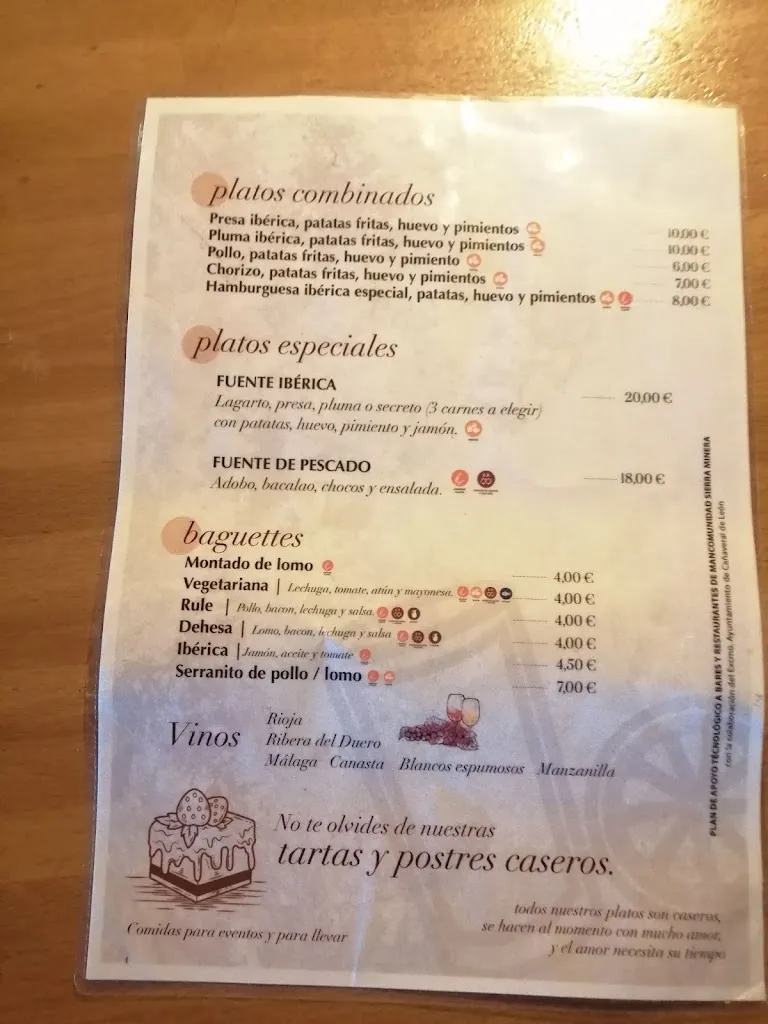 platos combinados
Presa ibérica, patatas fritas, huevo y pimientos 10,00 €
Pluma ibérica, patatas fritas, huevo y pimientos 10,00 €
Pollo, patatas fritas, huevo y pimiento 6,00 €
Chorizo, patatas fritas, huevo y pimientos 7,00 €
Hamburguesa ibérica especial, patatas, huevo y pimientos 8,00 €
platos especiales
FUENTE IBÉRICA 20,00 €
Lagarto, presa, pluma o secreto (3 carnes a elegir)
con patatas, huevo, pimiento y jamón.
FUENTE DE PESCADO 18,00 €
Adobo, bacalao, chocos y ensalada.
baguettes
Montado de lomo 4,00 €
Vegetariana | Lechuga, tomate, atún y mayonesa. 4,00 €
Rule | Pollo, bacon, lechuga y salsa. 4,00 €
Dehesa | Lomo, bacon, lechuga y salsa 4,00 €
Ibérica | Jamón, aceite y tomate 4,50 €
Serranito de pollo / lomo 7,00 €
Vinos
Rioja
Ribera del Duero
Málaga Canasta Blancos espumosos Manzanilla
No te olvides de nuestras
tartas y postres caseros.
Comidas para eventos y para llevar
todos nuestros platos son caseros,
se hacen al momento con mucho amor,
y el amor necesita su tiempo
PLAN DE APOYO TECNOLÓGICO A BARES Y RESTAURANTES DE MANCOMUNIDAD SIERRA MINERA
con la colaboración del Excmo. Ayuntamiento de Cañaveral de León